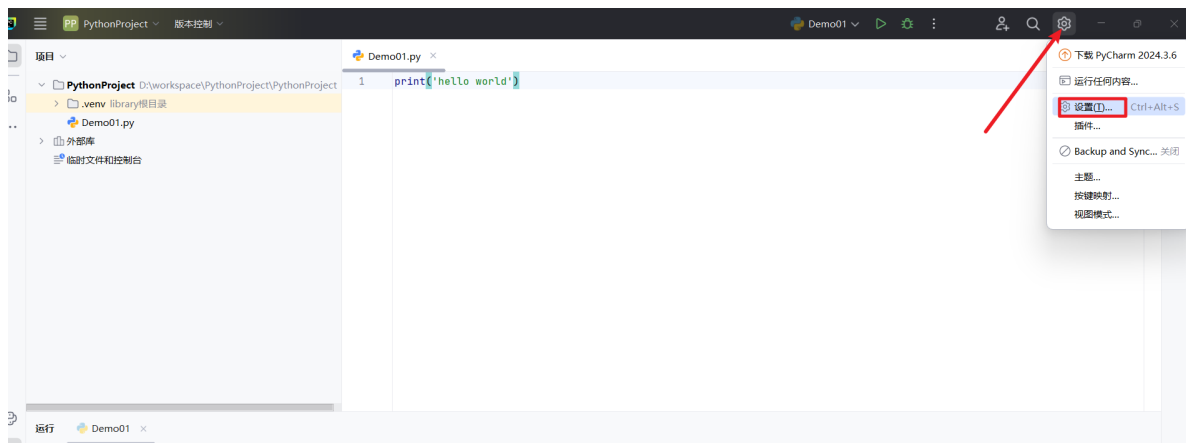 PP PythonProject 版本控制 Demo01
项目
Demo01.py
PythonProject D:\workspace\PythonProject\PythonProject
.venv library根目录
Demo01.py
外部库
临时文件和控制台
1 print('hello world')
下载 PyCharm 2024.3.6
运行任何内容...
设置(T)... Ctrl+Alt+S
插件...
Backup and Sync... 关闭
主题...
按键映射...
视图模式...
运行 Demo01